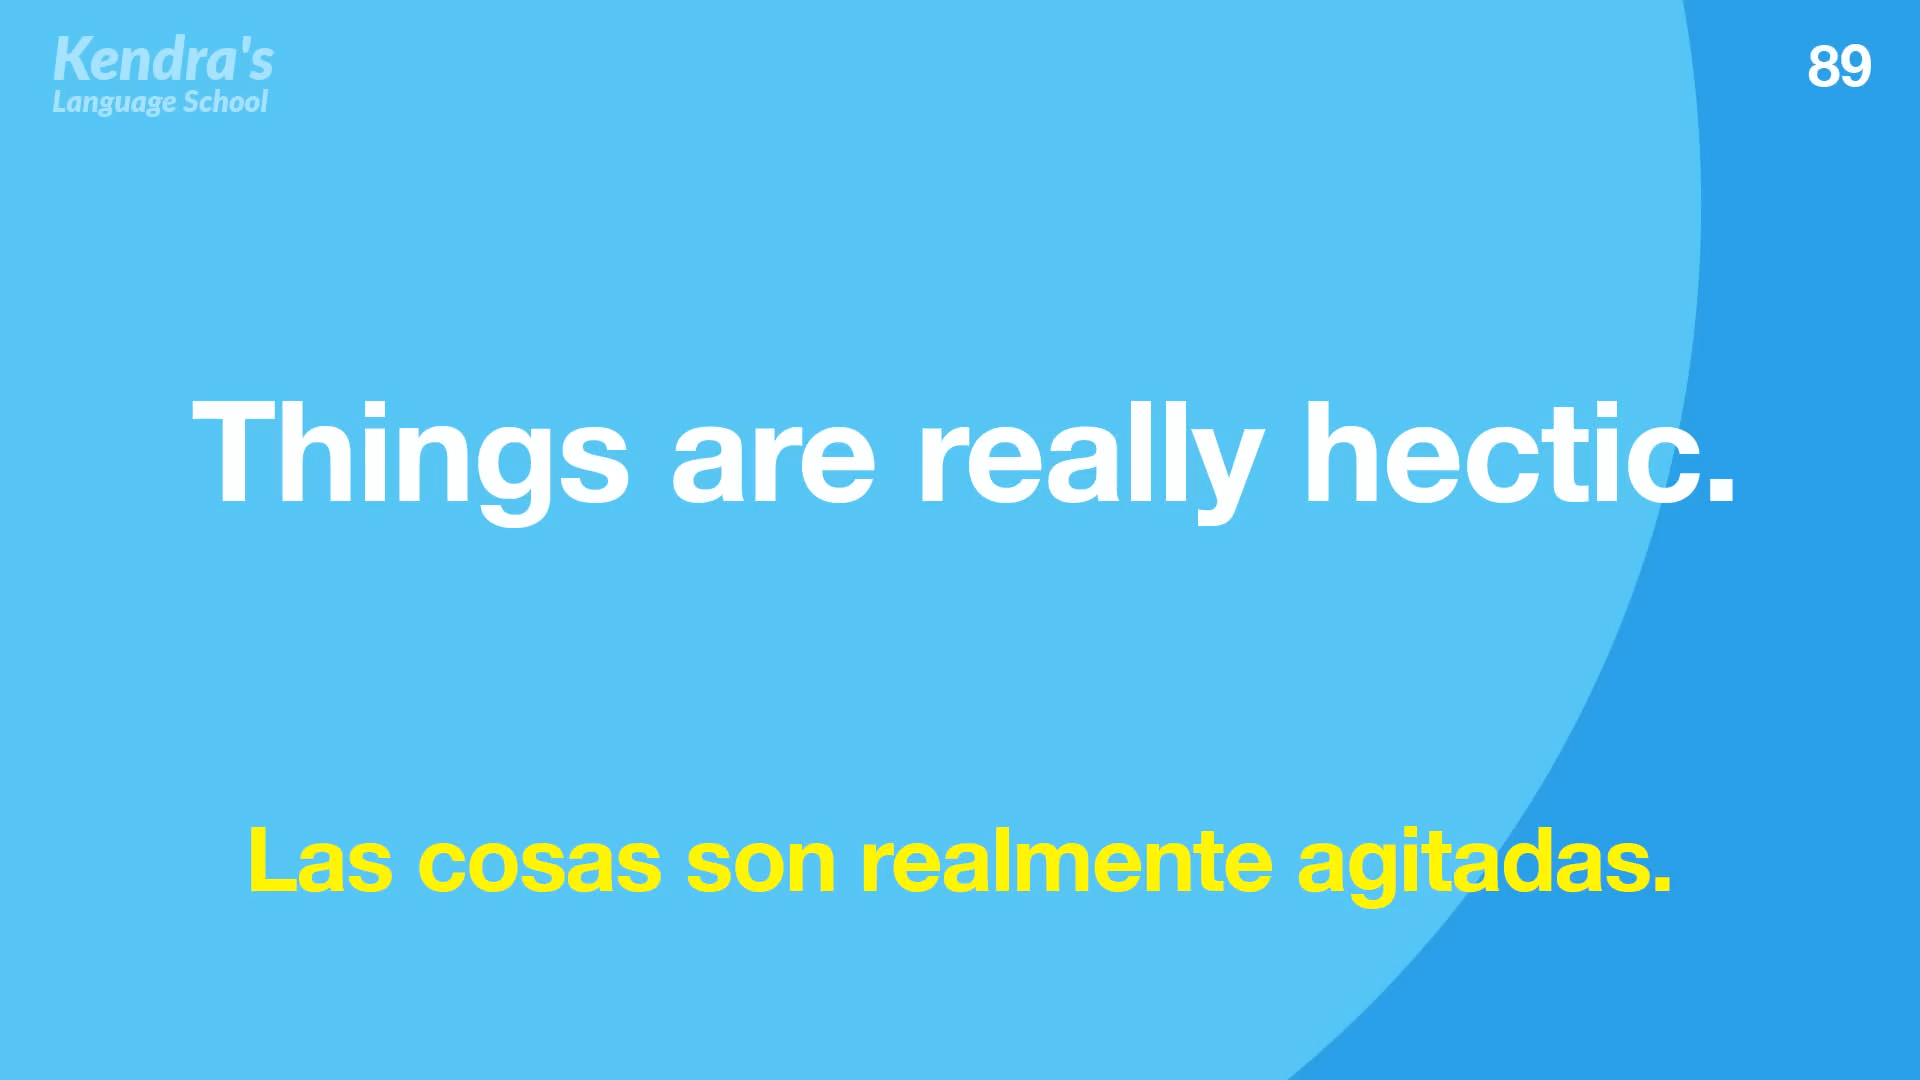 Kendra's
Language School
89
Things are really hectic.
Las cosas son realmente agitadas.